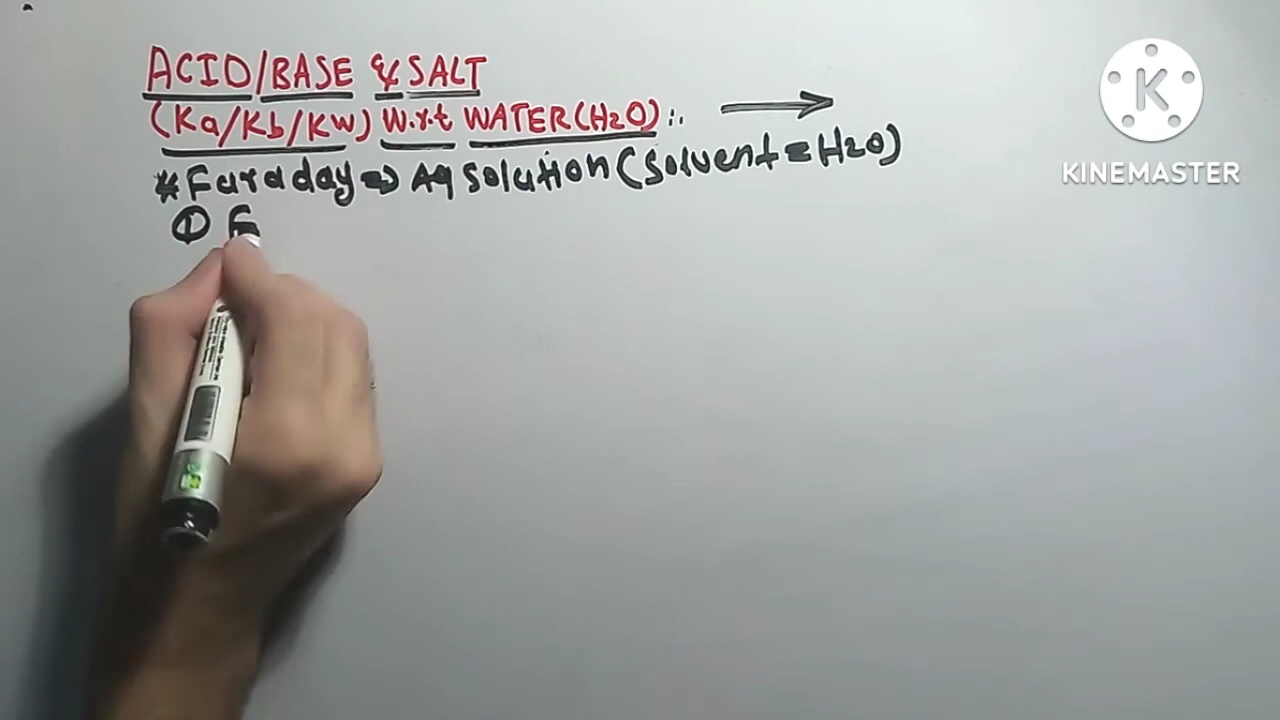 ACID/BASE & SALT
(Ka/Kb/Kw) W.r.t WATER(H2O):.
* Faraday => Aq solution (solvent = H2O)
①
K
KINEMASTER